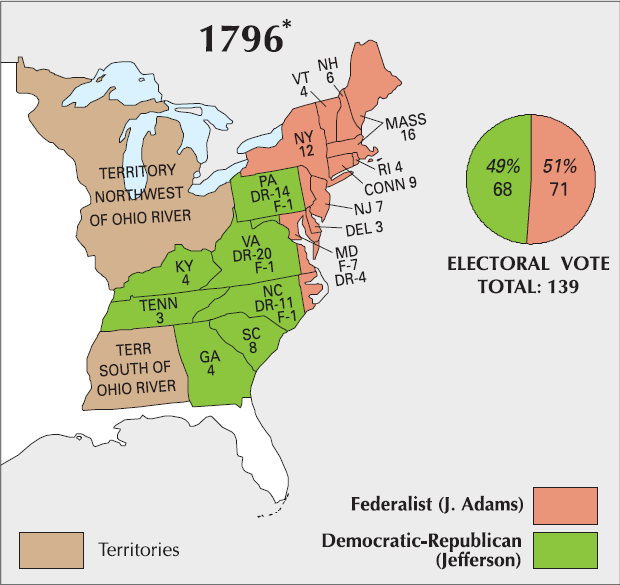 1796*
NH
6
VT
4
MASS
16
NY
12
RI 4
CONN 9
NJ 7
DEL 3
MD
F-7
DR-4
PA
DR-14
F-1
VA
DR-20
F-1
KY
4
NC
DR-11
F-1
TENN
3
SC
8
GA
4
TERRITORY
NORTHWEST
OF OHIO RIVER
TERR
SOUTH OF
OHIO RIVER
49%
68
51%
71
ELECTORAL VOTE
TOTAL: 139
Federalist (J. Adams)
Democratic-Republican
(Jefferson)
Territories